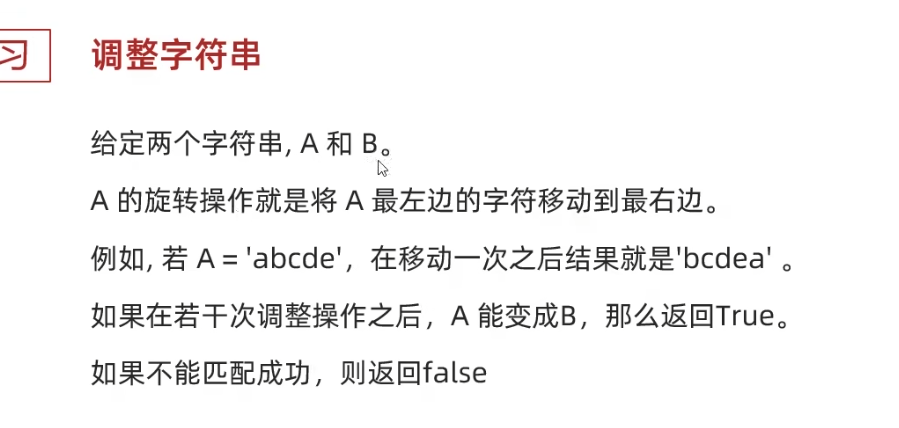 习 调整字符串
给定两个字符串, A 和 B。
A 的旋转操作就是将 A 最左边的字符移动到最右边。
例如, 若 A = 'abcde'，在移动一次之后结果就是'bcdea' 。
如果在若干次调整操作之后，A 能变成B，那么返回True。
如果不能匹配成功，则返回false